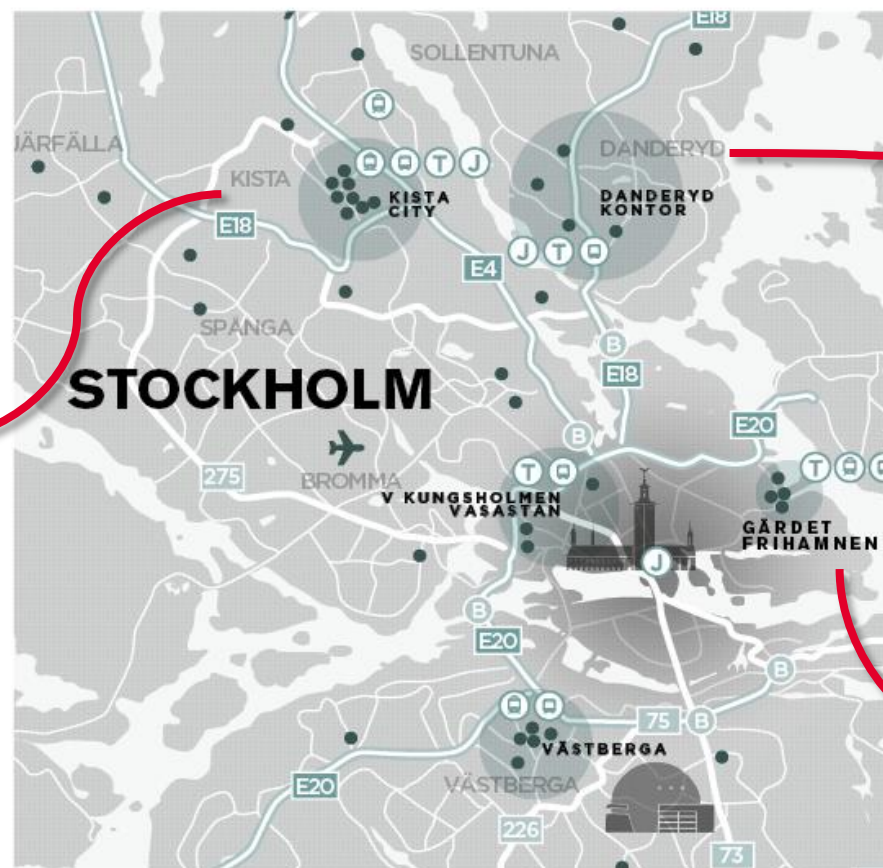 E18
SOLLENTUNA
JÄRFÄLLA
DANDERYD
T J
KISTA
KISTA
CITY
DANDERYD
KONTOR
E18
J T
E4
SPÅNGA
B
E18
STOCKHOLM
E20
B
275
BROMMA
T
T
V KUNGSHOLMEN
VASASTAN
GÄRDET
FRIHAMNEN
J
B
E20
B
75
B
VÄSTBERGA
E20
VÄSTBERGA
226
73